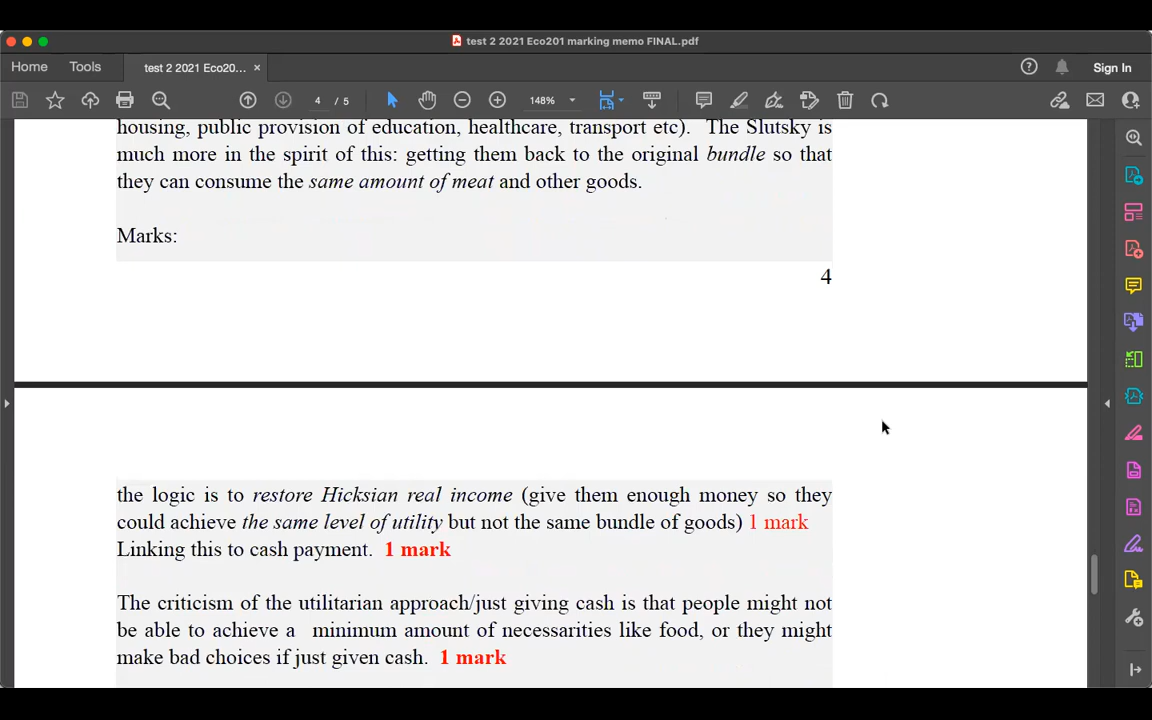 test 2 2021 Eco201 marking memo FINAL.pdf
Home Tools test 2 2021 Eco20... × Sign In
4 / 5 148%
housing, public provision of education, healthcare, transport etc). The Slutsky is
much more in the spirit of this: getting them back to the original bundle so that
they can consume the same amount of meat and other goods.
Marks:
4
the logic is to restore Hicksian real income (give them enough money so they
could achieve the same level of utility but not the same bundle of goods) 1 mark
Linking this to cash payment. 1 mark
The criticism of the utilitarian approach/just giving cash is that people might not
be able to achieve a minimum amount of necessarities like food, or they might
make bad choices if just given cash. 1 mark